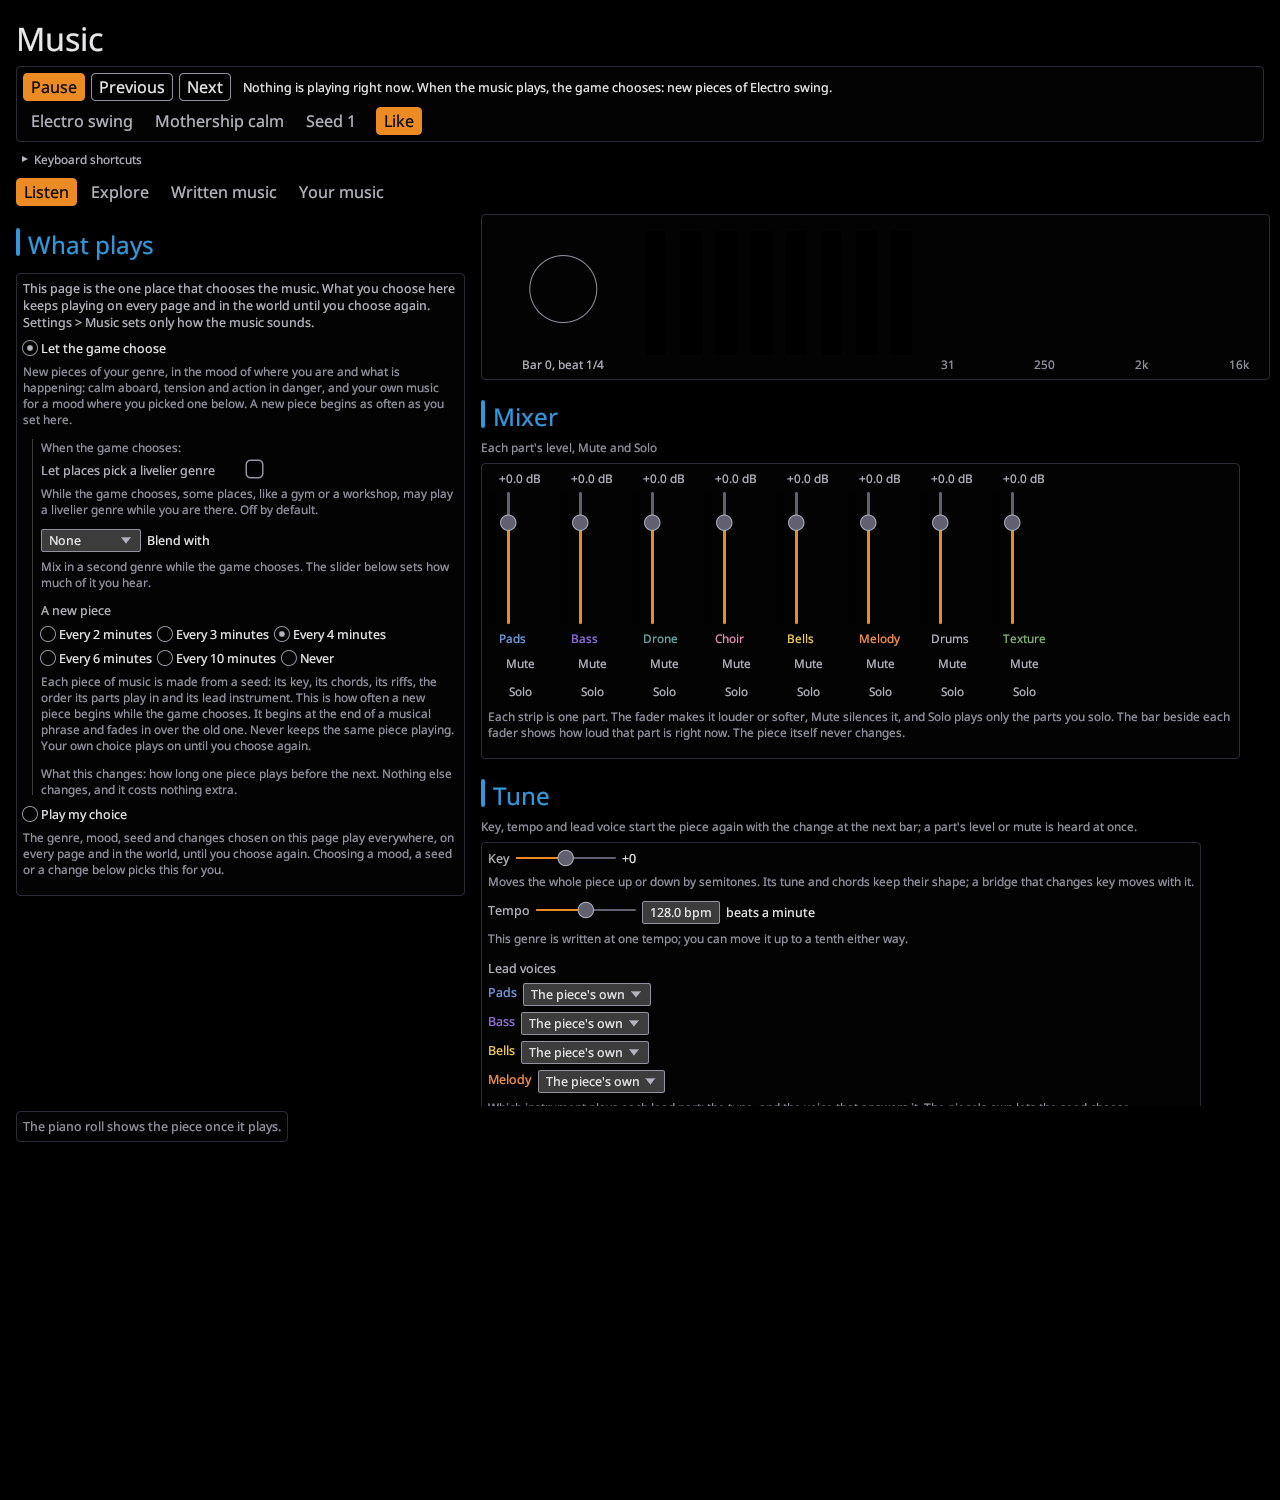 Music
Pause Previous Next Nothing is playing right now. When the music plays, the game chooses: new pieces of Electro swing.
Electro swing Mothership calm Seed 1 Like
Keyboard shortcuts
Listen Explore Written music Your music
What plays
This page is the one place that chooses the music. What you choose here
keeps playing on every page and in the world until you choose again.
Settings > Music sets only how the music sounds.
Let the game choose
New pieces of your genre, in the mood of where you are and what is
happening: calm aboard, tension and action in danger, and your own music
for a mood where you picked one below. A new piece begins as often as you
set here.
When the game chooses:
Let places pick a livelier genre
While the game chooses, some places, like a gym or a workshop, may play
a livelier genre while you are there. Off by default.
None Blend with
Mix in a second genre while the game chooses. The slider below sets how
much of it you hear.
A new piece
Every 2 minutes Every 3 minutes Every 4 minutes
Every 6 minutes Every 10 minutes Never
Each piece of music is made from a seed: its key, its chords, its riffs, the
order its parts play in and its lead instrument. This is how often a new
piece begins while the game chooses. It begins at the end of a musical
phrase and fades in over the old one. Never keeps the same piece playing.
Your own choice plays on until you choose again.
What this changes: how long one piece plays before the next. Nothing else
changes, and it costs nothing extra.
Play my choice
The genre, mood, seed and changes chosen on this page play everywhere, on
every page and in the world, until you choose again. Choosing a mood, a seed
or a change below picks this for you.
Bar 0, beat 1/4 31 250 2k 16k
Mixer
Each part's level, Mute and Solo
+0.0 dB +0.0 dB +0.0 dB +0.0 dB +0.0 dB +0.0 dB +0.0 dB +0.0 dB
Pads Bass Drone Choir Bells Melody Drums Texture
Mute Mute Mute Mute Mute Mute Mute Mute
Solo Solo Solo Solo Solo Solo Solo Solo
Each strip is one part. The fader makes it louder or softer, Mute silences it, and Solo plays only the parts you solo. The bar beside each
fader shows how loud that part is right now. The piece itself never changes.
Tune
Key, tempo and lead voice start the piece again with the change at the next bar; a part's level or mute is heard at once.
Key +0
Moves the whole piece up or down by semitones. Its tune and chords keep their shape; a bridge that changes key moves with it.
Tempo 128.0 bpm beats a minute
This genre is written at one tempo; you can move it up to a tenth either way.
Lead voices
Pads The piece's own
Bass The piece's own
Bells The piece's own
Melody The piece's own
The piano roll shows the piece once it plays.